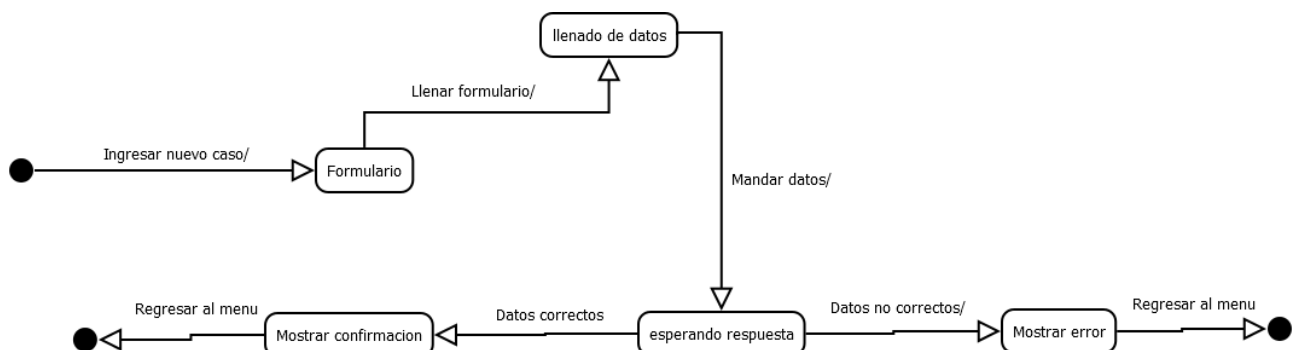 llenado de datos
Llenar formulario/
Ingresar nuevo caso/
Formulario
Mandar datos/
Regresar al menu
Mostrar confirmacion
Datos correctos
esperando respuesta
Datos no correctos/
Mostrar error
Regresar al menu